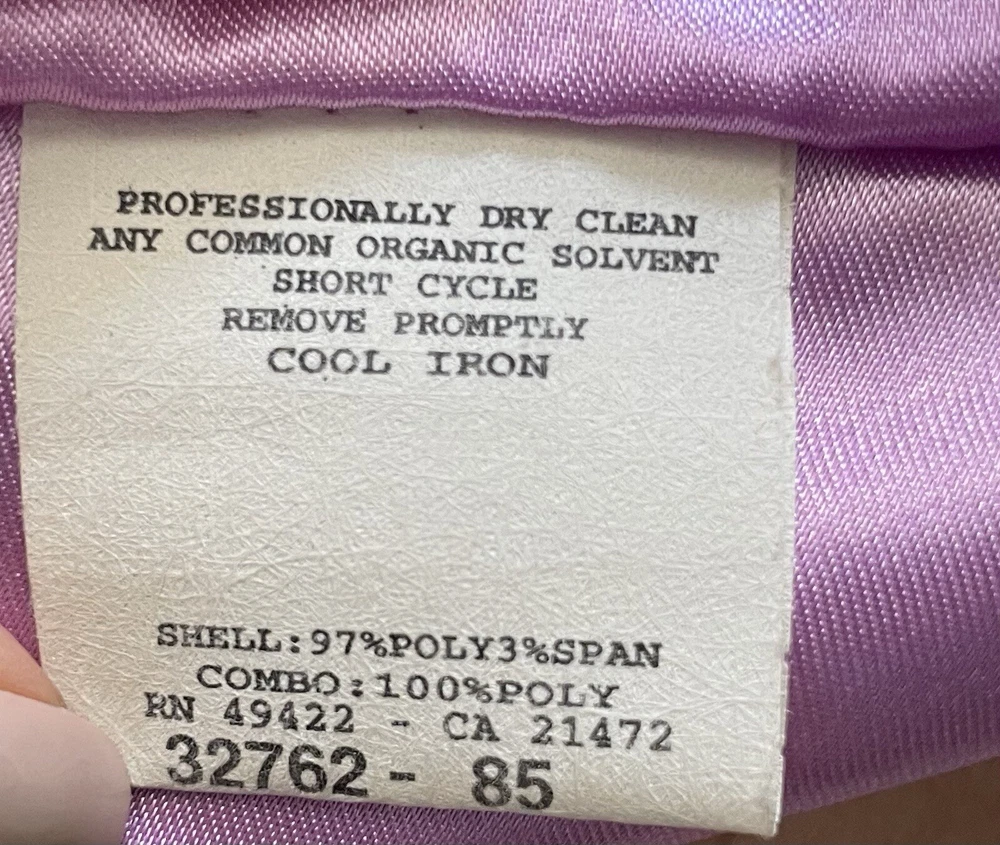 PROFESSIONALLY DRY CLEAN
ANY COMMON ORGANIC SOLVENT
SHORT CYCLE
REMOVE PROMPTLY
COOL IRON
SHELL:97%POLY3%SPAN
COMBO:100%POLY
RN 49422 - CA 21472
32762 - 85